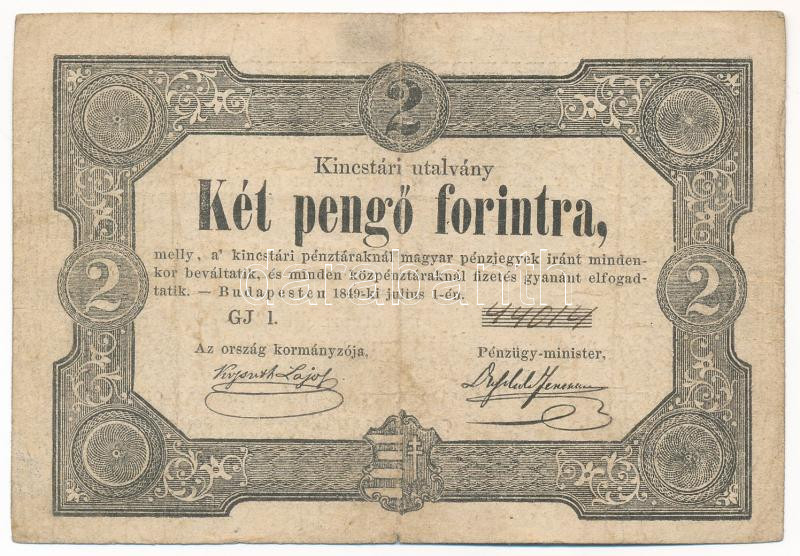 2
Kincstári utalvány
Két pengő forintra,
melly, a' kincstári pénztáraknál magyar pénzjegyek iránt minden-
kor beváltatik, és minden közpénztáraknál fizetés gyanánt elfogad-
tatik. — Budapesten 1849-ki julius 1-én.
2 2
GJ 1. 44014
Az ország kormányzója, Pénzügy-minister,
Kossuth Lajos
darabanth